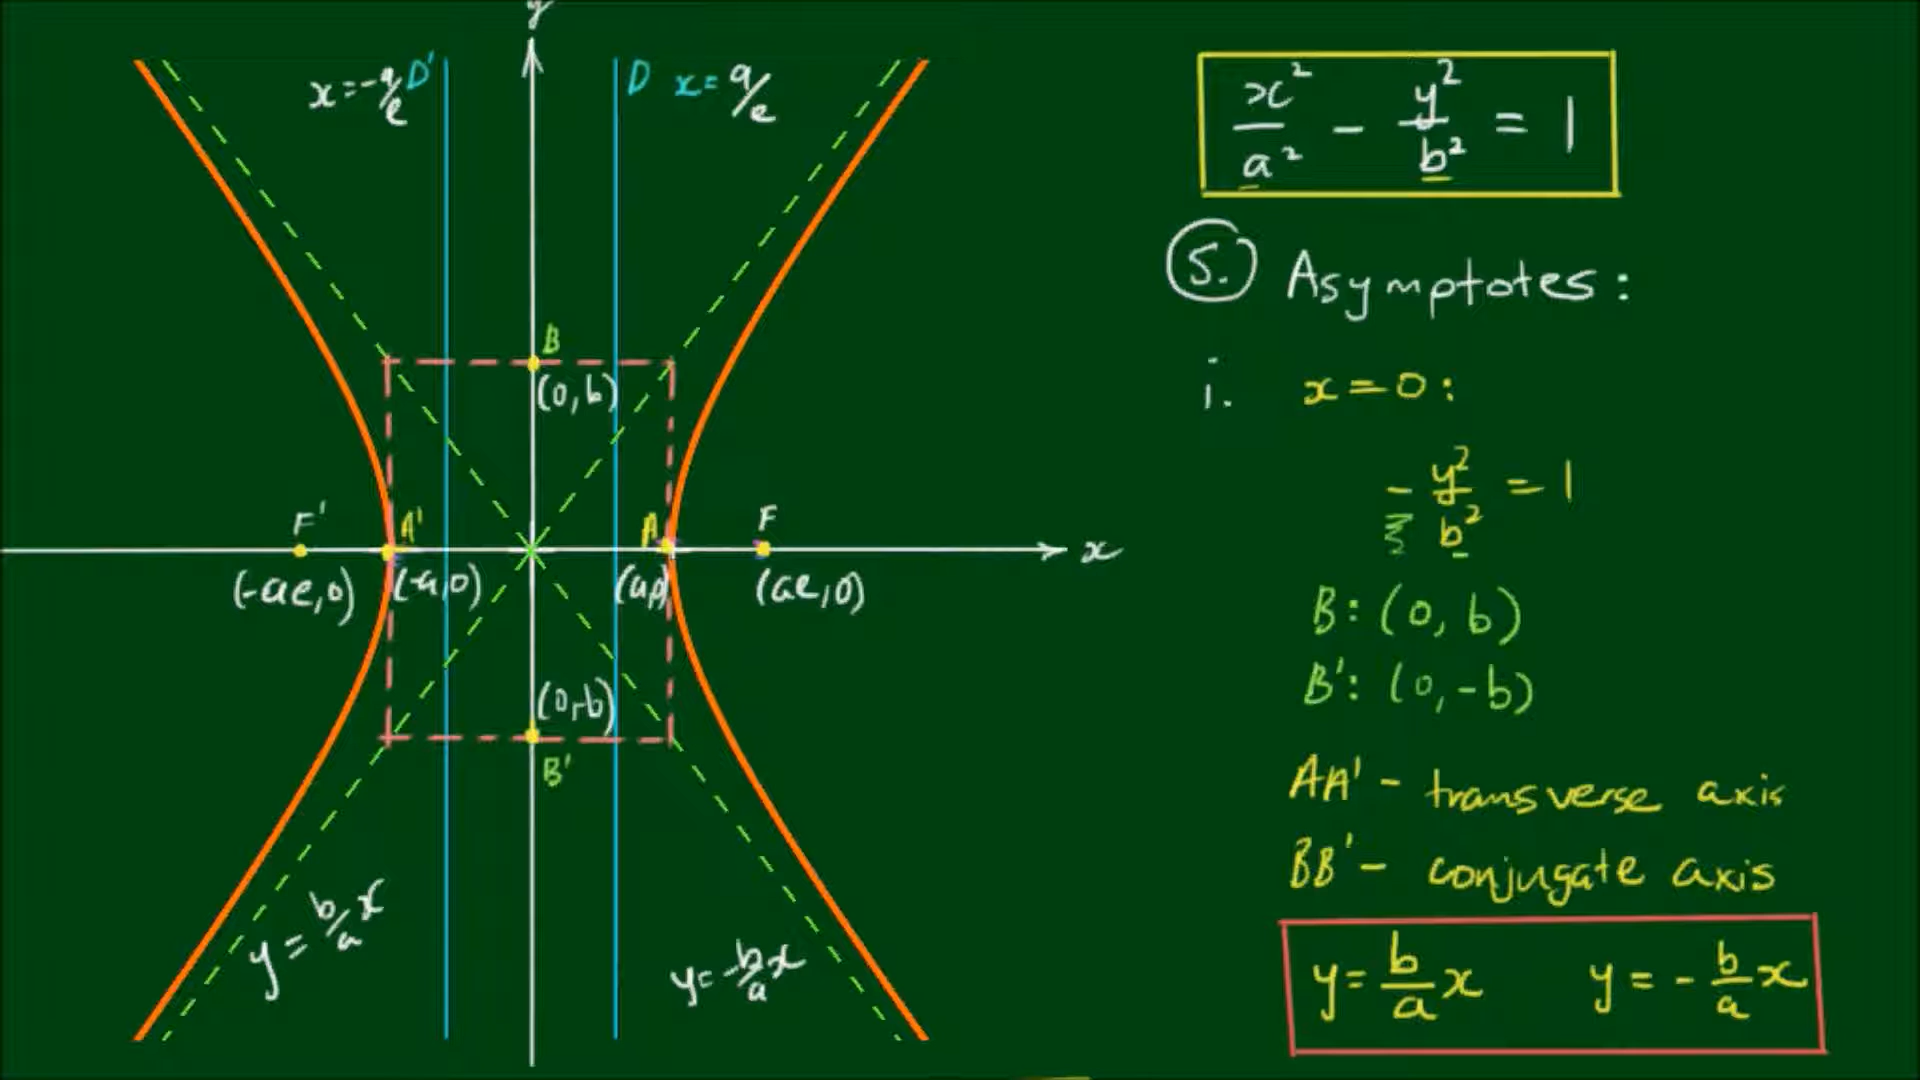 y
x = -a/e D'
D x = a/e
B
(0, b)
F' A' A F
x
(-ae, 0) (-a, 0) (a, 0) (ae, 0)
(0, -b)
B'
y = b/a x
y = -b/a x
x²/a² - y²/b² = 1
5. Asymptotes:
i. x = 0:
- y²/b² = 1
B: (0, b)
B': (0, -b)
AA' - transverse axis
BB' - conjugate axis
y = b/a x y = - b/a x